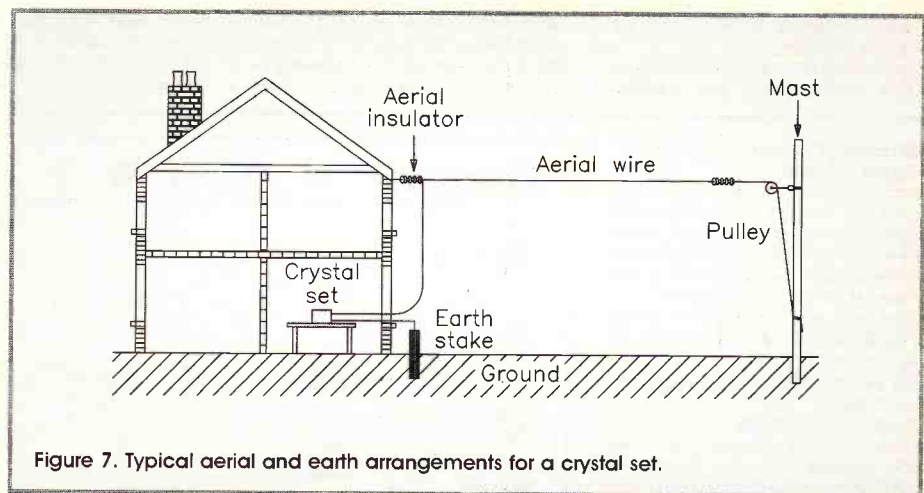 Aerial
insulator
Mast
Aerial wire
Pulley
Crystal
set
Earth
stake
Ground
Figure 7. Typical aerial and earth arrangements for a crystal set.